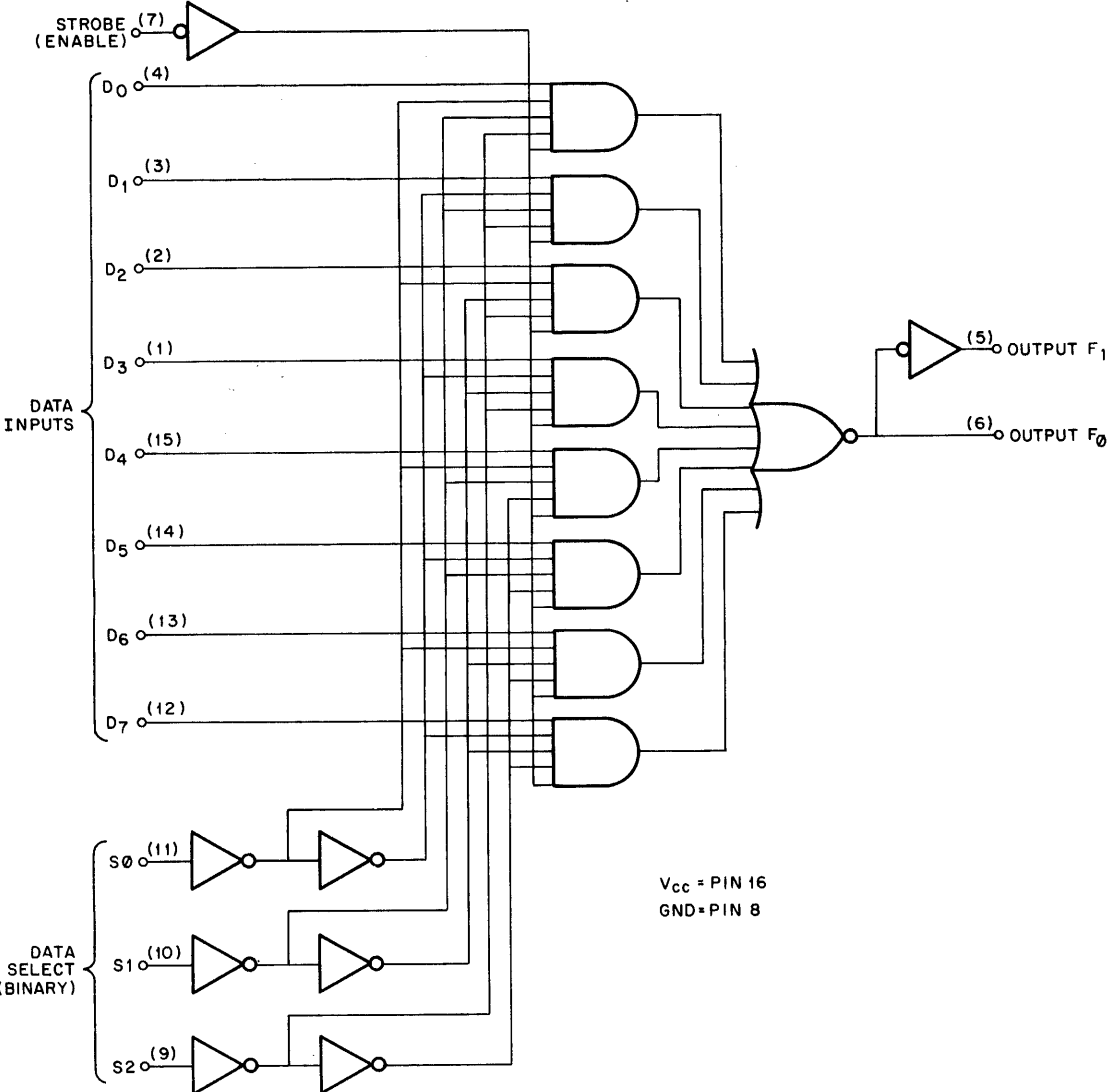 STROBE (7)
(ENABLE)
D0 (4)
D1 (3)
D2 (2)
D3 (1)
DATA
INPUTS
D4 (15)
D5 (14)
D6 (13)
D7 (12)
(5) OUTPUT F1
(6) OUTPUT FØ
SØ (11)
DATA
SELECT
(BINARY)
S1 (10)
S2 (9)
VCC = PIN 16
GND = PIN 8